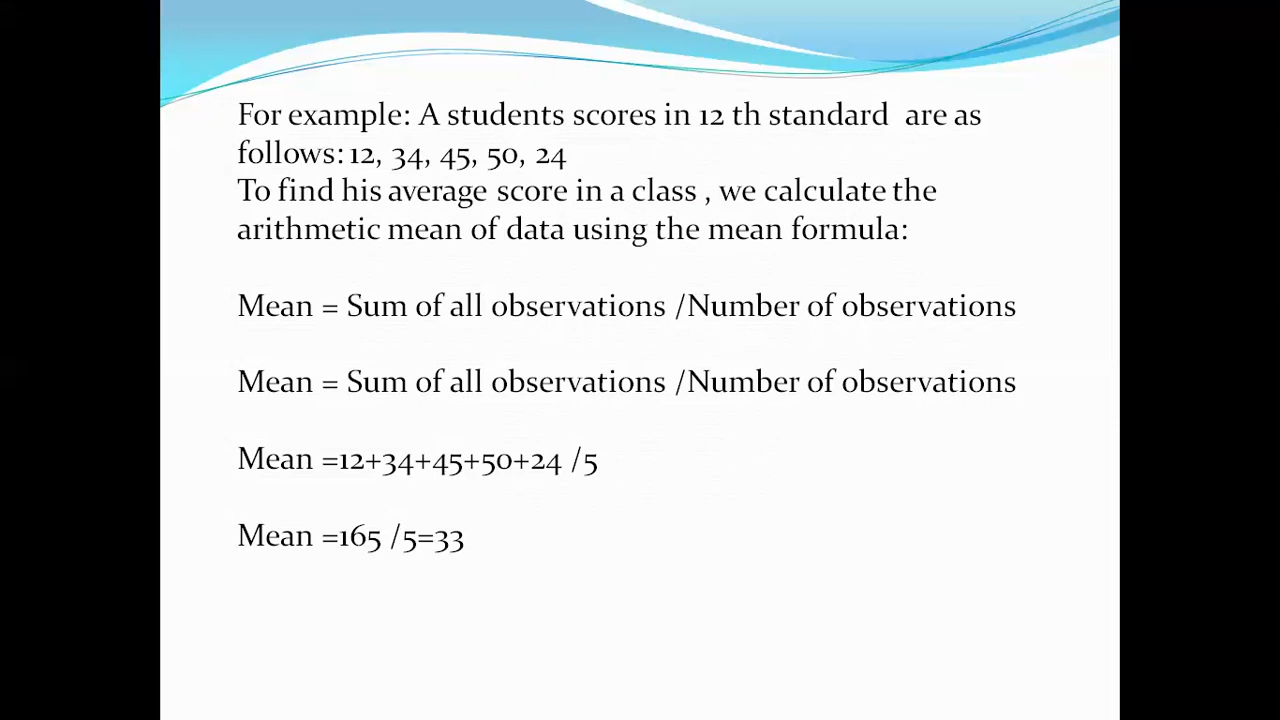 For example: A students scores in 12 th standard are as
follows: 12, 34, 45, 50, 24
To find his average score in a class , we calculate the
arithmetic mean of data using the mean formula:
Mean = Sum of all observations /Number of observations
Mean = Sum of all observations /Number of observations
Mean =12+34+45+50+24 /5
Mean =165 /5=33